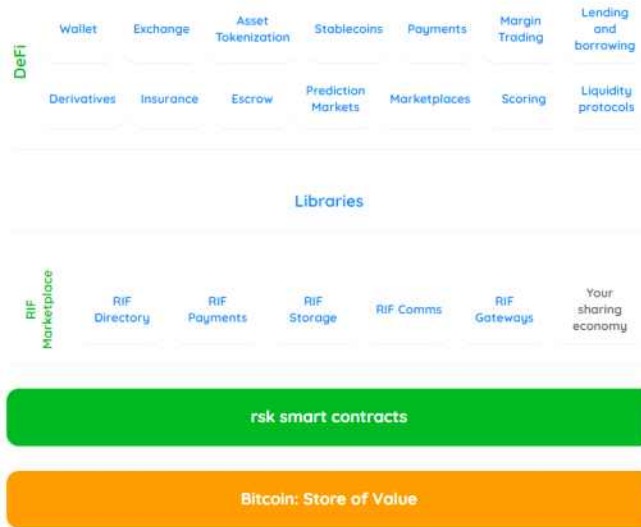 DeFi
Wallet
Exchange
Asset
Tokenization
Stablecoins
Payments
Margin
Trading
Lending
and
borrowing
Derivatives
Insurance
Escrow
Prediction
Markets
Marketplaces
Scoring
Liquidity
protocols
Libraries
RIF
Marketplace
RIF
Directory
RIF
Payments
RIF
Storage
RIF Comms
RIF
Gateways
Your
sharing
economy
rsk smart contracts
Bitcoin: Store of Value